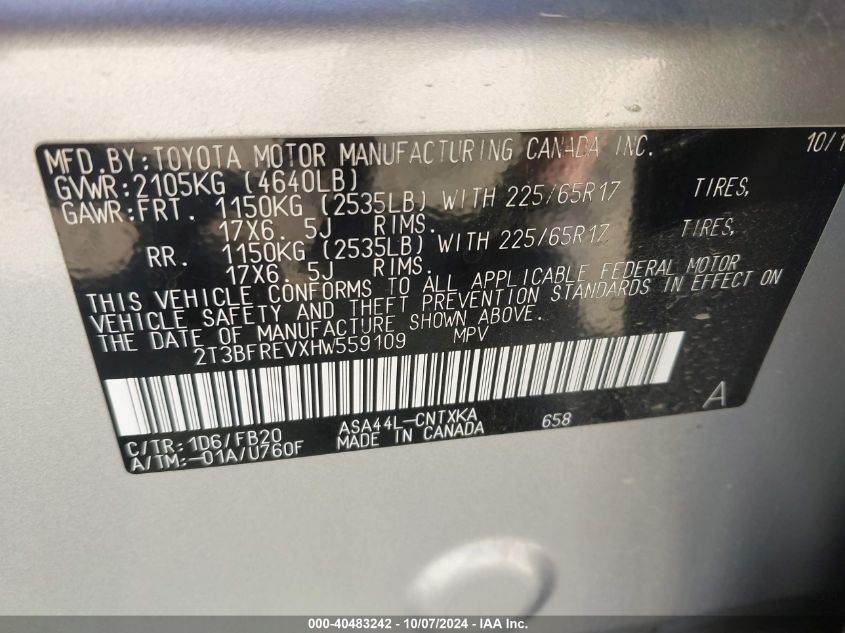 MFD. BY: TOYOTA MOTOR MANUFACTURING CANADA INC. 10/1
GVWR: 2105KG (4640LB)
GAWR: FRT. 1150KG (2535LB) WITH 225/65R17 TIRES,
17X6. 5J RIMS.
RR. 1150KG (2535LB) WITH 225/65R17 TIRES,
17X6. 5J RIMS.
THIS VEHICLE CONFORMS TO ALL APPLICABLE FEDERAL MOTOR
VEHICLE SAFETY AND THEFT PREVENTION STANDARDS IN EFFECT ON
THE DATE OF MANUFACTURE SHOWN ABOVE.
2T3BFREVXHW559109 MPV
A
C/TR: 1D6/FB20 ASA44L-CNTXKA 658
A/TM:-01A/U760F MADE IN CANADA
000-40483242 - 10/07/2024 - IAA Inc.